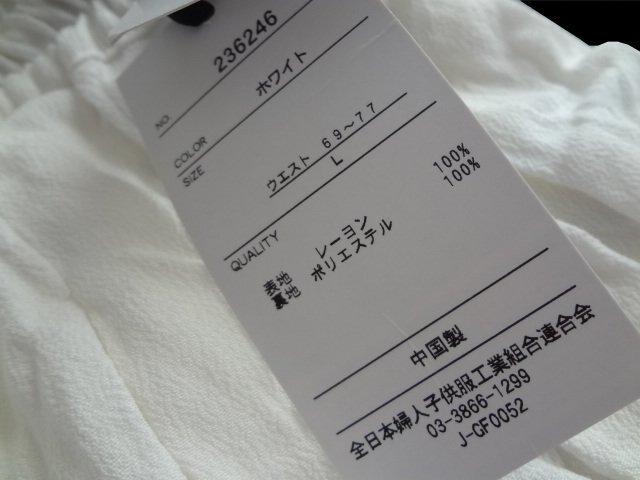 NO 236246
COLOR ホワイト
SIZE ウエスト 69～77
L
QUALITY
表地 レーヨン 100%
裏地 ポリエステル 100%
中国製
全日本婦人子供服工業組合連合会
03-3866-1299
J-GF0052